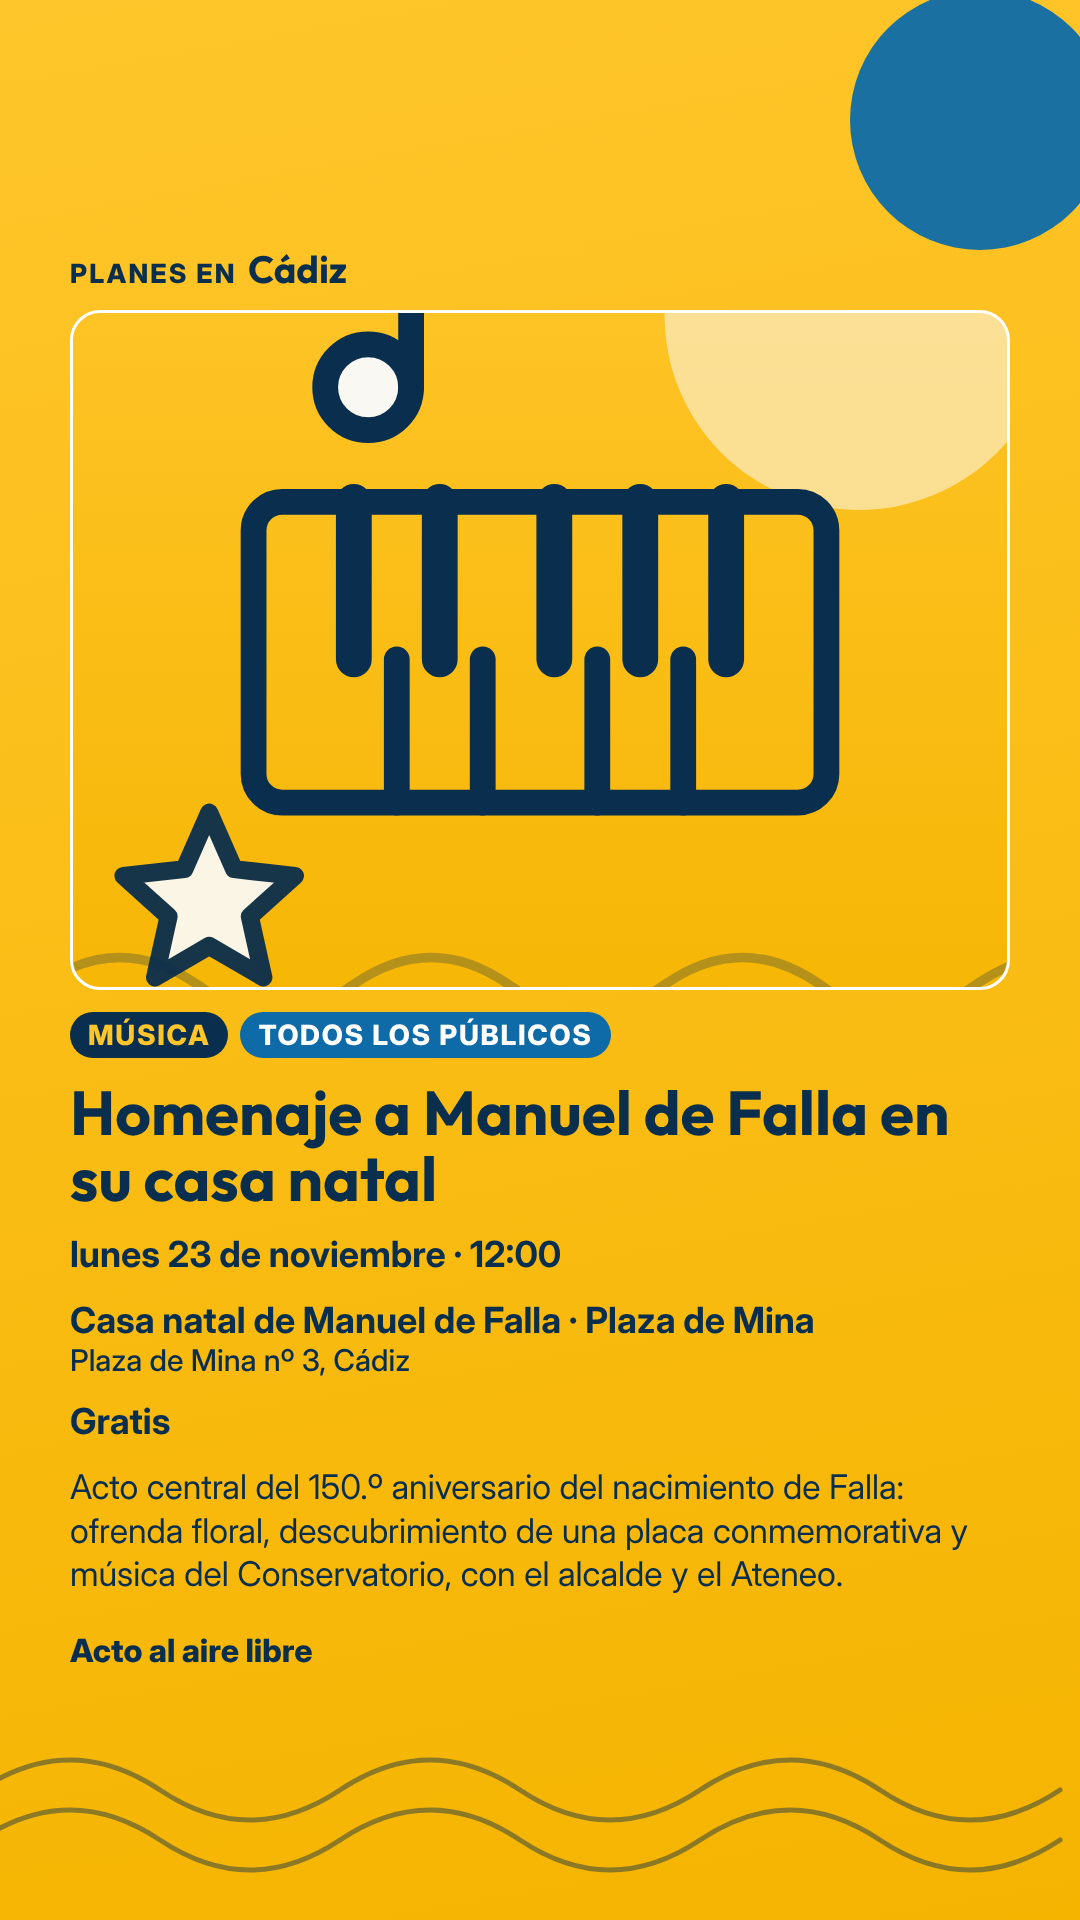 PLANES EN Cádiz
MÚSICA
TODOS LOS PÚBLICOS
Homenaje a Manuel de Falla en
su casa natal
lunes 23 de noviembre · 12:00
Casa natal de Manuel de Falla · Plaza de Mina
Plaza de Mina nº 3, Cádiz
Gratis
Acto central del 150.º aniversario del nacimiento de Falla:
ofrenda floral, descubrimiento de una placa conmemorativa y
música del Conservatorio, con el alcalde y el Ateneo.
Acto al aire libre